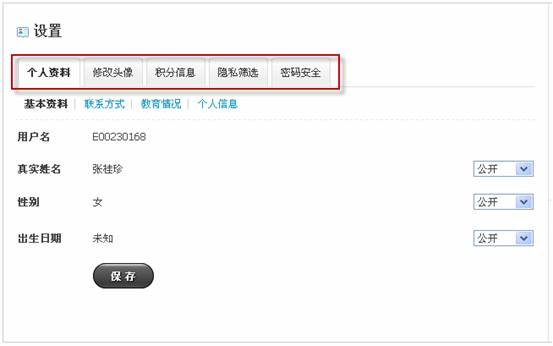 设置
个人资料 修改头像 积分信息 隐私筛选 密码安全
基本资料 联系方式 教育情况 个人信息
用户名 E00230168
真实姓名 张桂珍 公开
性别 女 公开
出生日期 未知 公开
保存